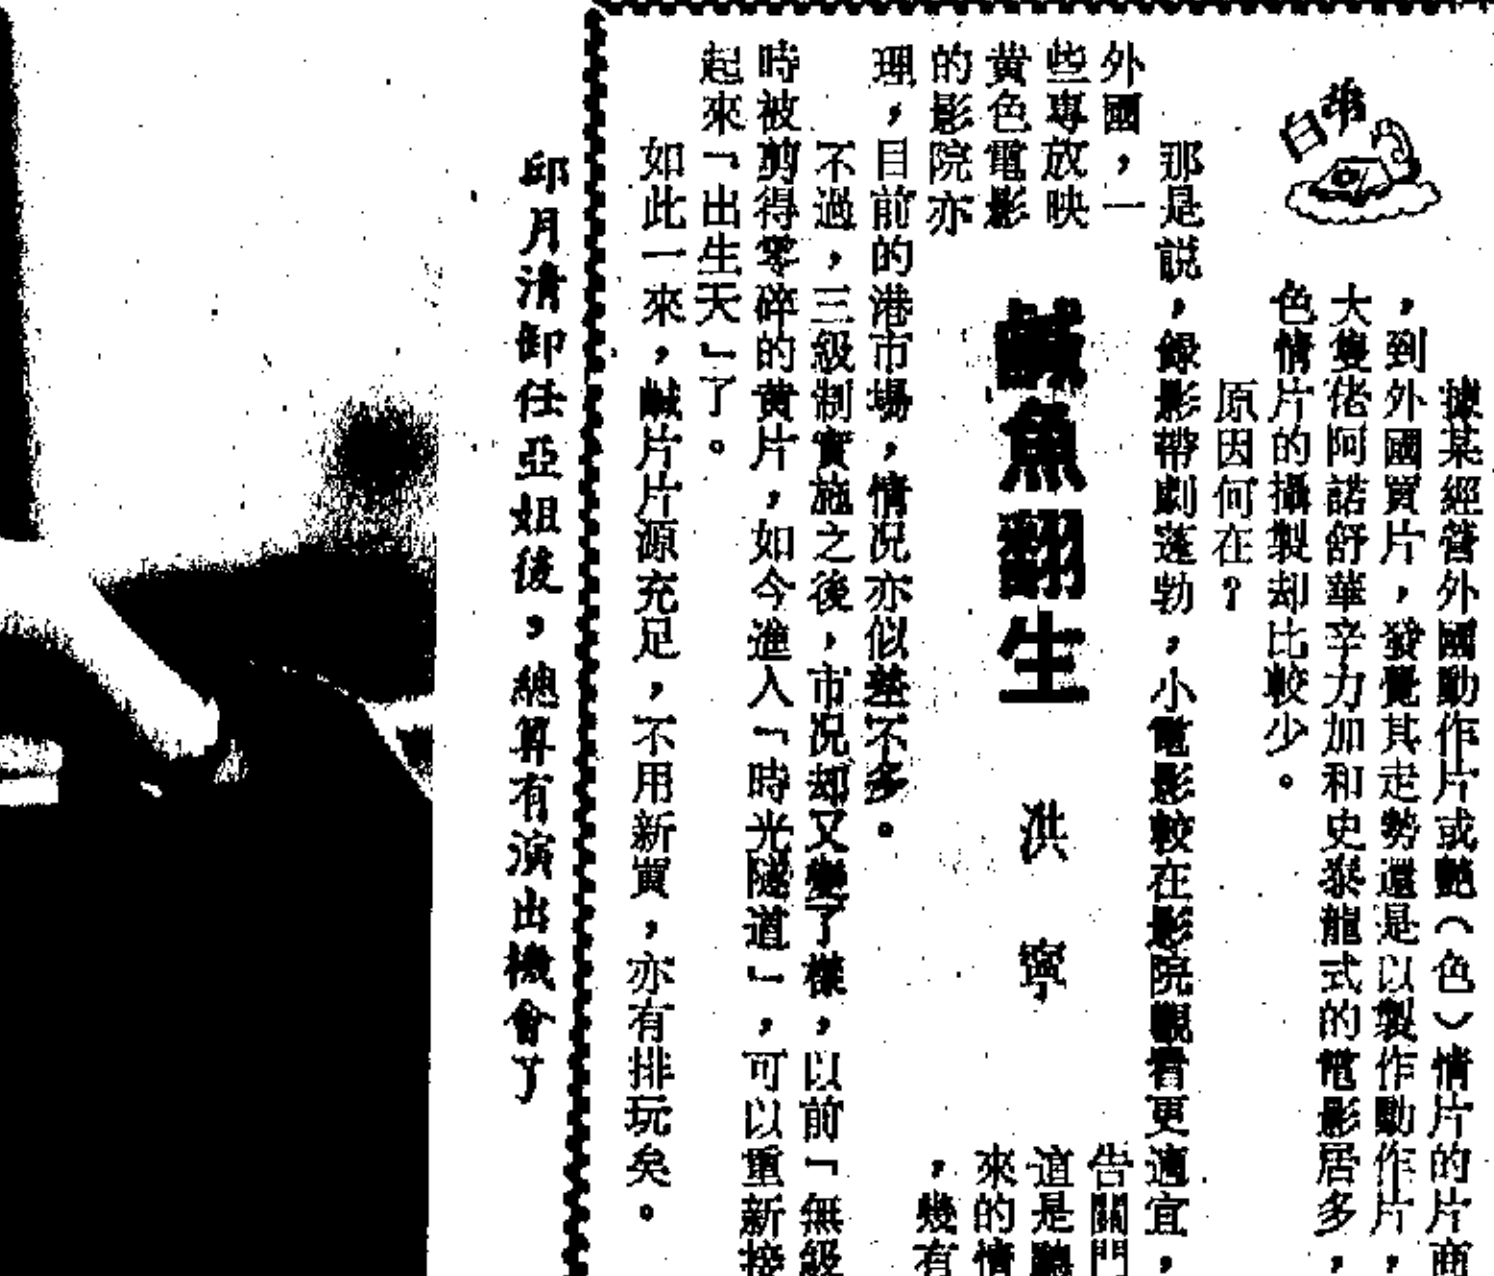 據某經營外國動作片或艷（色）情片的片商
，到外國買片，發覺其走勢還是以製作動作片，
大隻佬阿諾舒華辛力加和史泰龍式的電影居多，
色情片的攝製却比較少。
原因何在？
那是説，錄影帶劇蓬勃，小電影較在影院觀看更適宜，
外國，一
些專放映
黄色電影
的影院亦
告關門
這是聽
來的情
，幾有
鹹魚翻生
洪寧
理，目前的港市場，情况亦似差不多。
不過，三級制實施之後，市况却又變了樣，以前「無級
時被剪得零碎的黄片，如今進入「時光隧道」，可以重新接
起來「出生天」了。
如此一來，鹹片片源充足，不用新買，亦有排玩矣。
邱月清卸任亞姐後，總算有演出機會了